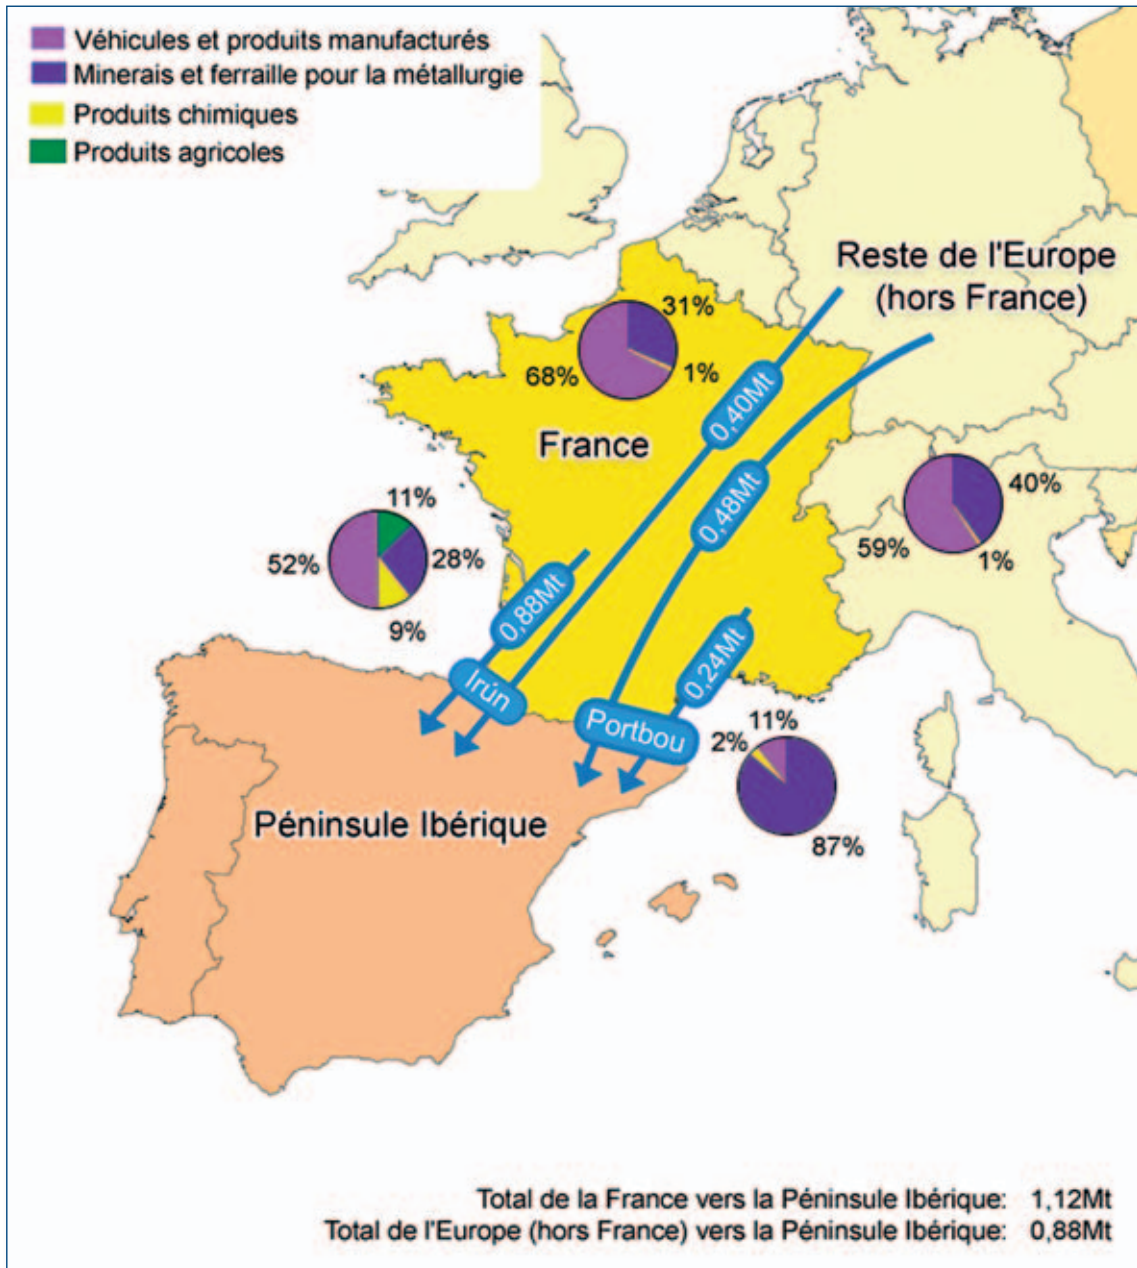 Véhicules et produits manufacturés
Minerais et ferraille pour la métallurgie
Produits chimiques
Produits agricoles
Reste de l'Europe
(hors France)
31%
68%
1%
0,40Mt
France
0,48Mt
40%
59%
1%
11%
52%
28%
9%
0,88Mt
0,24Mt
Irún
Portbou
11%
2%
87%
Péninsule Ibérique
Total de la France vers la Péninsule Ibérique: 1,12Mt
Total de l'Europe (hors France) vers la Péninsule Ibérique: 0,88Mt